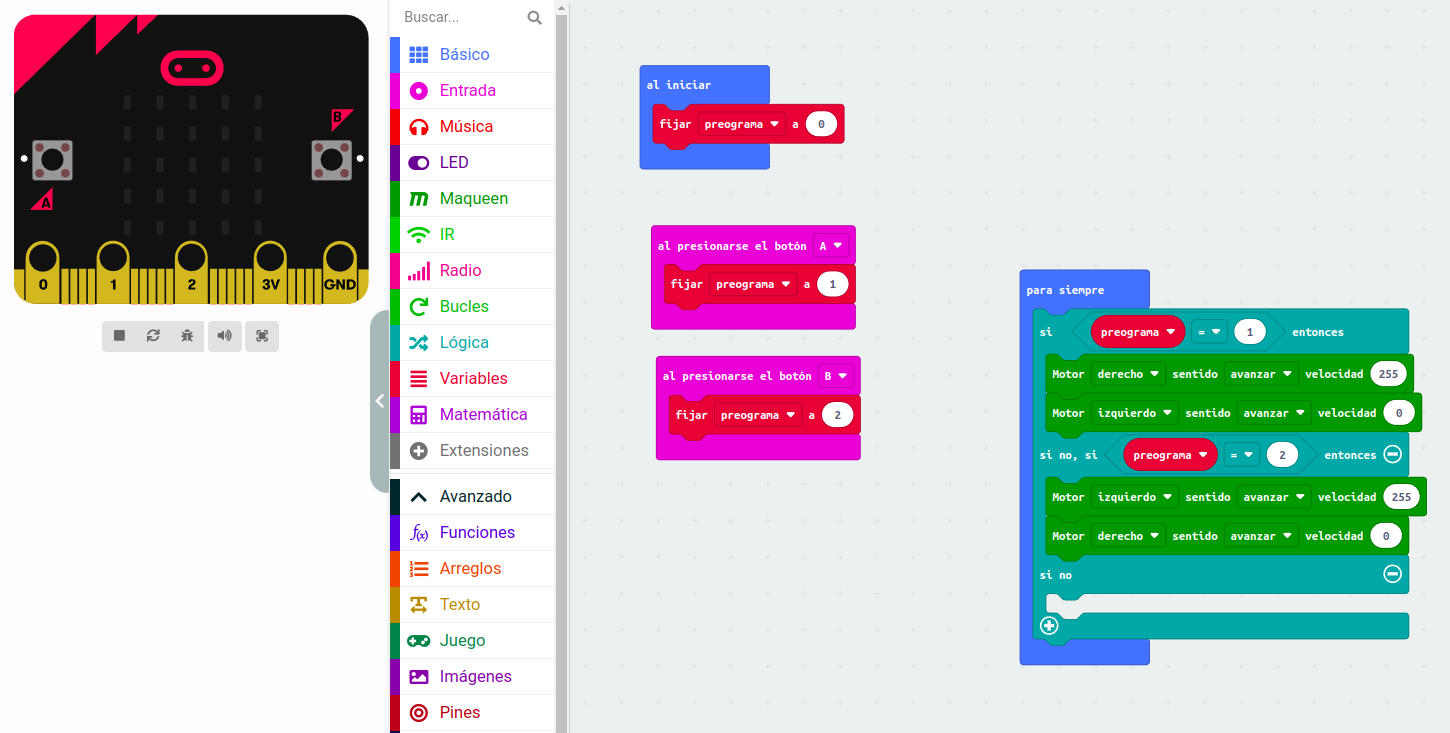 Buscar...
Básico
Entrada
Música
LED
Maqueen
IR
Radio
Bucles
Lógica
Variables
Matemática
Extensiones
Avanzado
Funciones
Arreglos
Texto
Juego
Imágenes
Pines
B
A
0 1 2 3V GND
al iniciar
fijar preograma a 0
al presionarse el botón A
fijar preograma a 1
al presionarse el botón B
fijar preograma a 2
para siempre
si preograma = 1 entonces
Motor derecho sentido avanzar velocidad 255
Motor izquierdo sentido avanzar velocidad 0
si no, si preograma = 2 entonces
Motor izquierdo sentido avanzar velocidad 255
Motor derecho sentido avanzar velocidad 0
si no